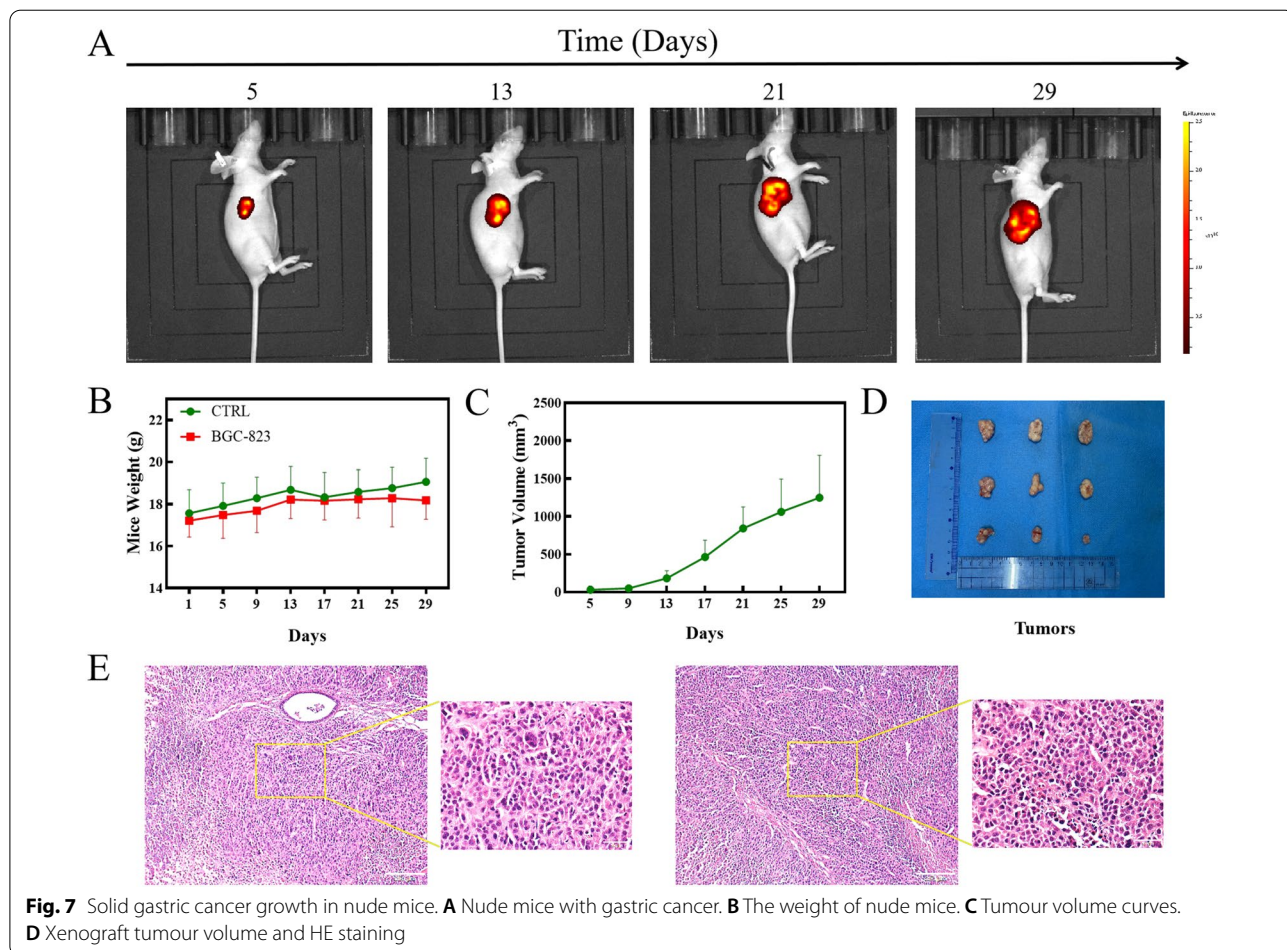 A
Time (Days)
5 13 21 29
B
22
20
18
16
14
Mice Weight (g)
CTRL
BGC-823
1 5 9 13 17 21 25 29
Days
C
2500
2000
1500
1000
500
0
Tumor Volume (mm³)
5 9 13 17 21 25 29
Days
D
Tumors
E
Fig. 7 Solid gastric cancer growth in nude mice. A Nude mice with gastric cancer. B The weight of nude mice. C Tumour volume curves.
D Xenograft tumour volume and HE staining